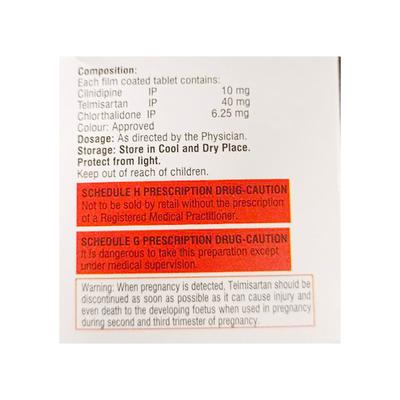 Composition:
Each film coated tablet contains:
Cilnidipine IP 10 mg
Telmisartan IP 40 mg
Chlorthalidone IP 6.25 mg
Colour: Approved
Dosage: As directed by the Physician.
Storage: Store in Cool and Dry Place.
Protect from light.
Keep out of reach of children.
SCHEDULE H PRESCRIPTION DRUG-CAUTION
Not to be sold by retail without the prescription
of a Registered Medical Practitioner.
SCHEDULE G PRESCRIPTION DRUG-CAUTION
It is dangerous to take this preparation except
under medical supervision.
Warning: When pregnancy is detected, Telmisartan should be
discontinued as soon as possible as it can cause injury and
even death to the developing foetus when used in pregnancy
during second and third trimester of pregnancy.